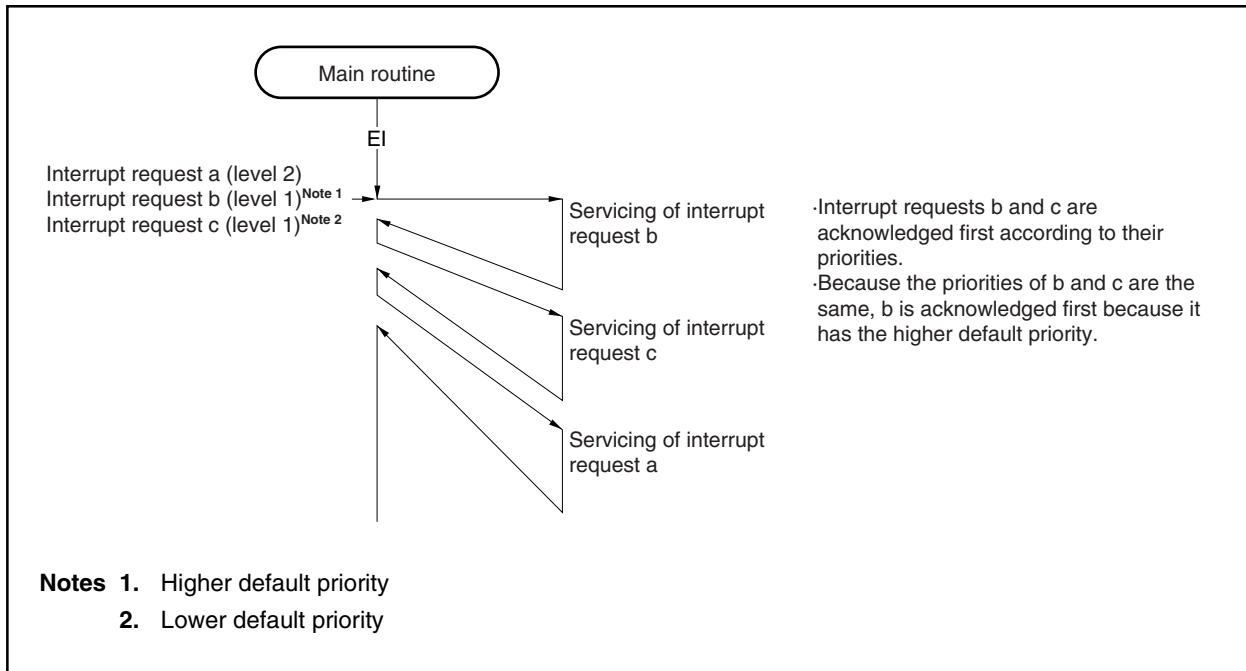 Main routine
EI
Interrupt request a (level 2)
Interrupt request b (level 1)Note 1
Interrupt request c (level 1)Note 2
Servicing of interrupt
request b
·Interrupt requests b and c are
acknowledged first according to their
priorities.
·Because the priorities of b and c are the
same, b is acknowledged first because it
has the higher default priority.
Servicing of interrupt
request c
Servicing of interrupt
request a
Notes 1. Higher default priority
2. Lower default priority